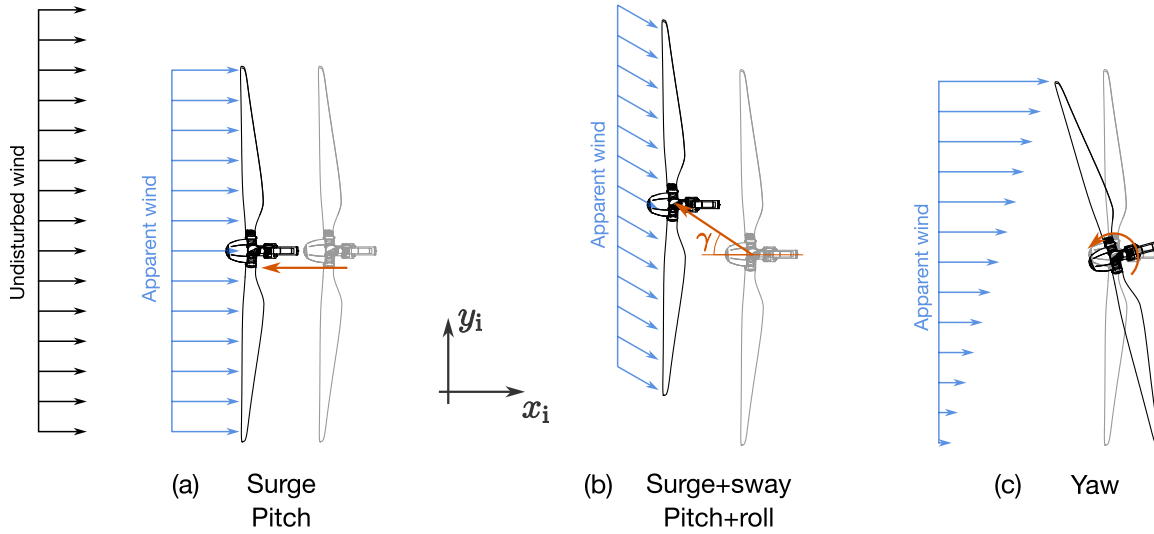 Undisturbed wind
Apparent wind
Apparent wind
γ
Apparent wind
y_i
x_i
(a) Surge
Pitch
(b) Surge+sway
Pitch+roll
(c) Yaw